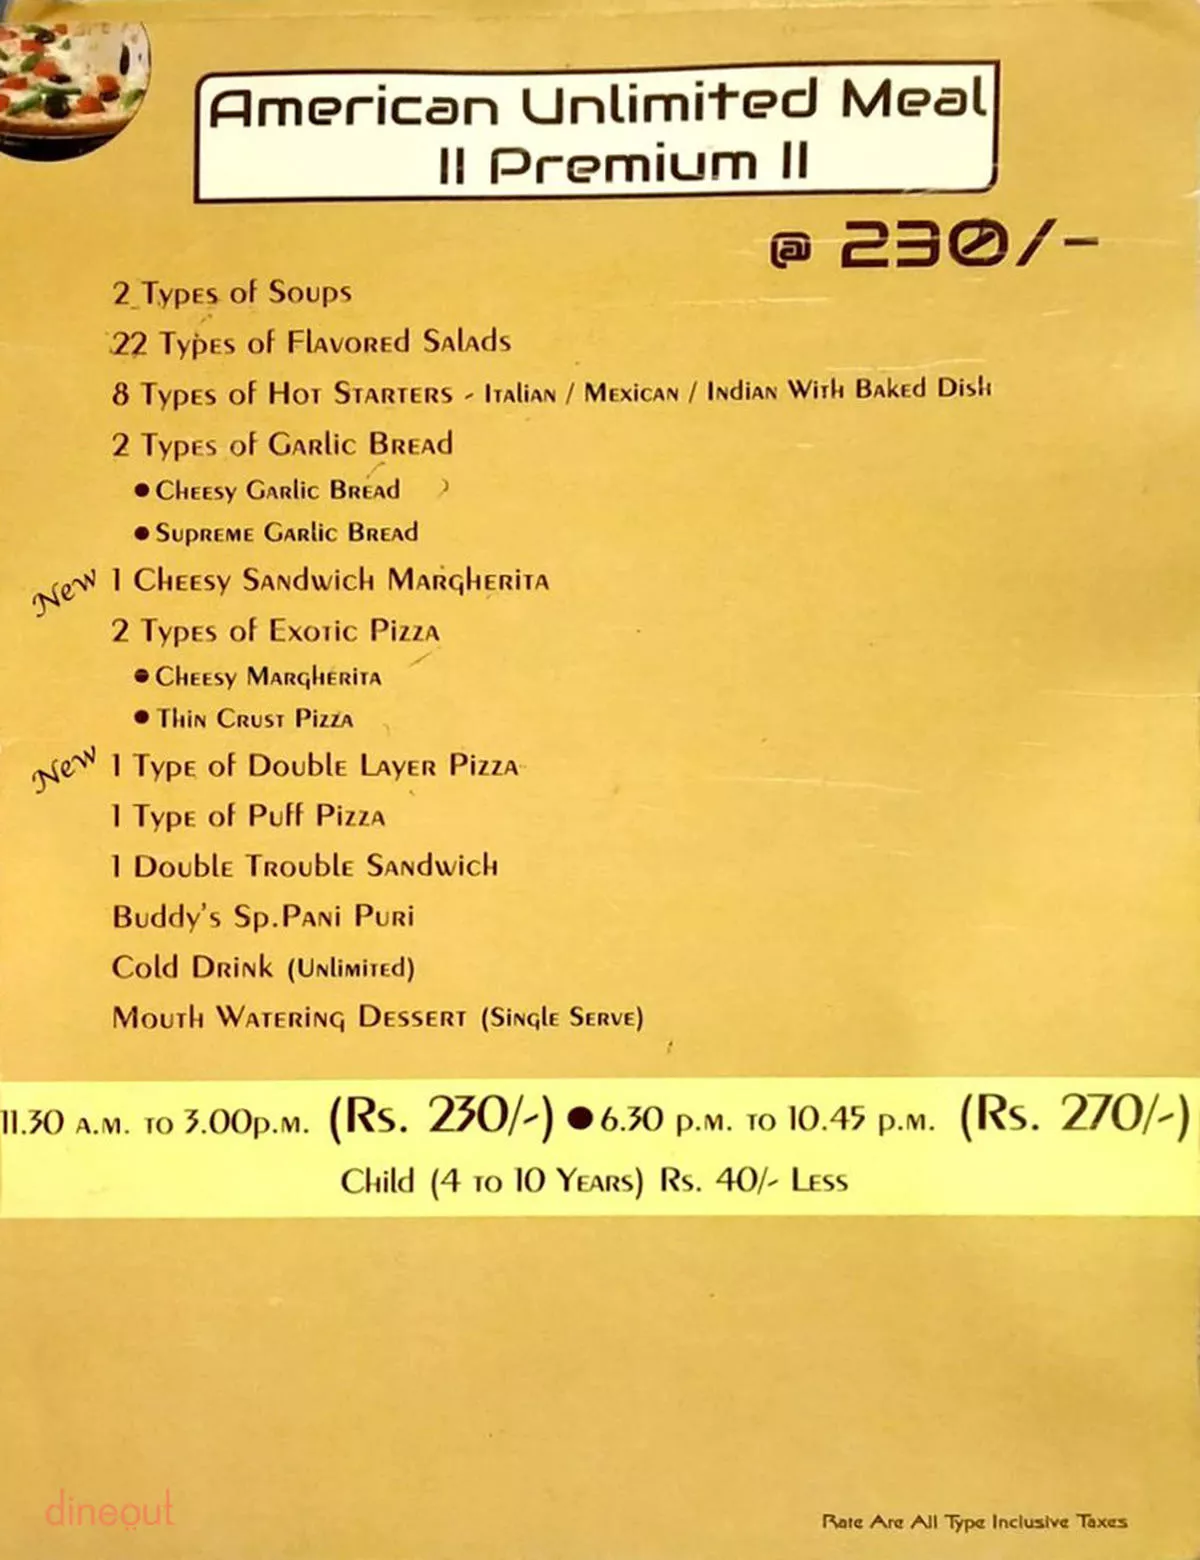 American Unlimited Meal
|| Premium ||
@ 230/-
2 Types of Soups
22 Types of Flavored Salads
8 Types of Hot Starters - Italian / Mexican / Indian With Baked Dish
2 Types of Garlic Bread
● Cheesy Garlic Bread
● Supreme Garlic Bread
New 1 Cheesy Sandwich Margherita
2 Types of Exotic Pizza
● Cheesy Margherita
● Thin Crust Pizza
New 1 Type of Double Layer Pizza
1 Type of Puff Pizza
1 Double Trouble Sandwich
Buddy's Sp.Pani Puri
Cold Drink (Unlimited)
Mouth Watering Dessert (Single Serve)
11.30 a.m. to 3.00p.m. (Rs. 230/-) ● 6.30 p.m. to 10.45 p.m. (Rs. 270/-)
Child (4 to 10 Years) Rs. 40/- Less
dineout
Rate Are All Type Inclusive Taxes